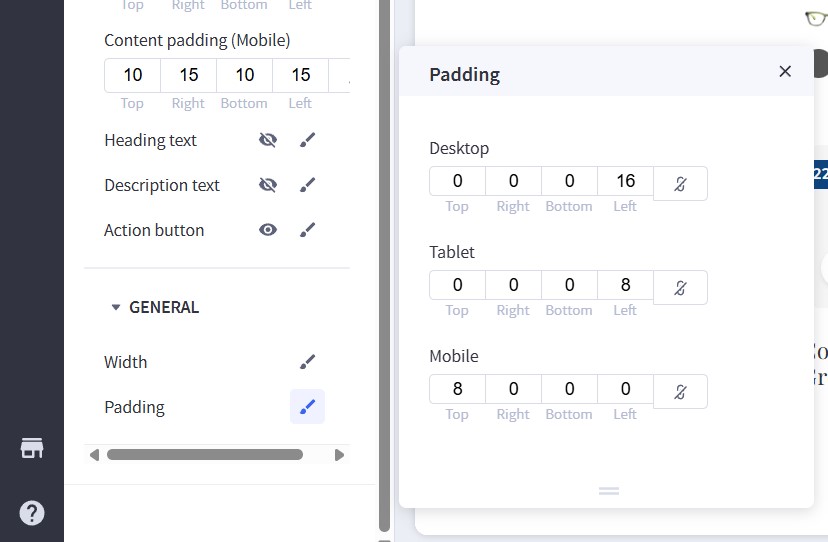 Top Right Bottom Left
Content padding (Mobile)
10 15 10 15
Top Right Bottom Left
Heading text
Description text
Action button
GENERAL
Width
Padding
Padding
Desktop
0 0 0 16
Top Right Bottom Left
Tablet
0 0 0 8
Top Right Bottom Left
Mobile
8 0 0 0
Top Right Bottom Left
22